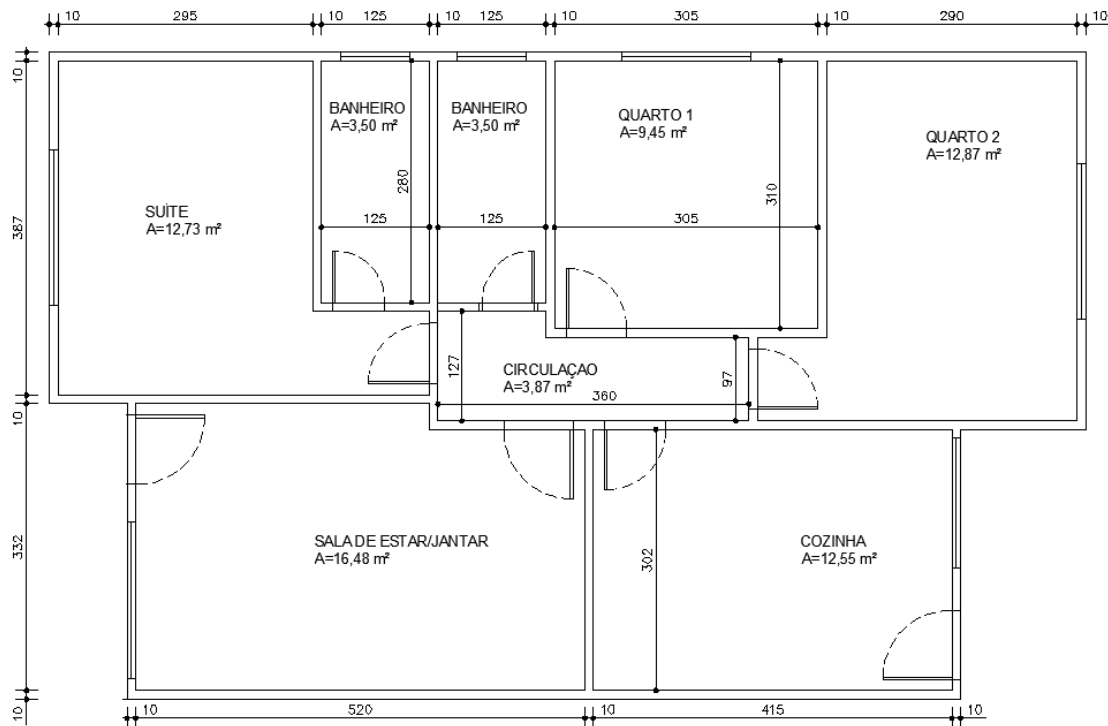 10 295 10 125 10 125 10 305 10 290 10
10
BANHEIRO
A=3,50 m²
BANHEIRO
A=3,50 m²
QUARTO 1
A=9,45 m²
QUARTO 2
A=12,87 m²
280
310
387
SUÍTE
A=12,73 m²
125
125
305
127
CIRCULAÇAO
A=3,87 m²
97
360
10
332
SALA DE ESTAR/JANTAR
A=16,48 m²
302
COZINHA
A=12,55 m²
10
10 520 10 415 10